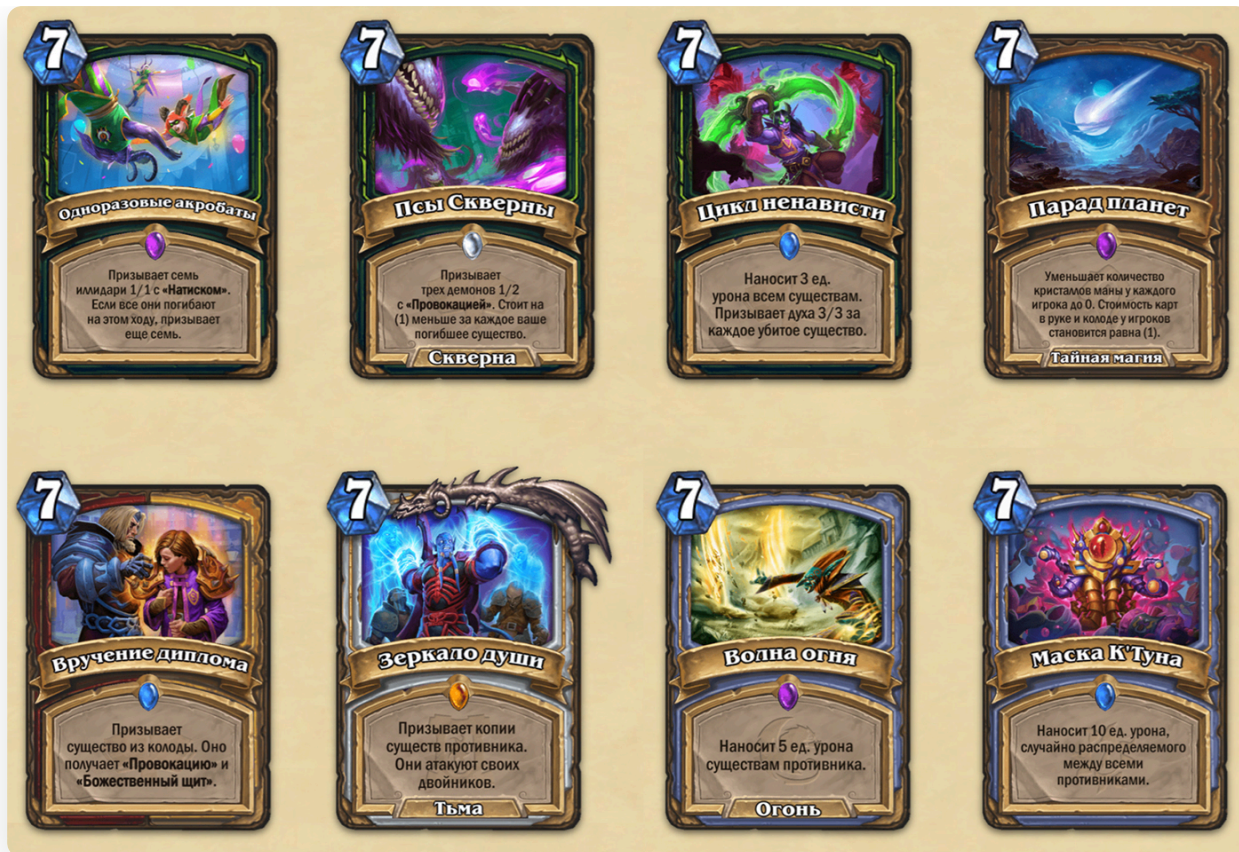 7
Одноразовые акробаты
Призывает семь
иллидари 1/1 с «Натиском».
Если все они погибают
на этом ходу, призывает
еще семь.
7
Псы Скверны
Призывает
трех демонов 1/2
с «Провокацией». Стоит на
(1) меньше за каждое ваше
погибшее существо.
Скверна
7
Цикл ненависти
Наносит 3 ед.
урона всем существам.
Призывает духа 3/3 за
каждое убитое существо.
7
Парад планет
Уменьшает количество
кристаллов маны у каждого
игрока до 0. Стоимость карт
в руке и колоде у игроков
становится равна (1).
Тайная магия
7
Вручение диплома
Призывает
существо из колоды. Оно
получает «Провокацию» и
«Божественный щит».
7
Зеркало души
Призывает копии
существ противника.
Они атакуют своих
двойников.
Тьма
7
Волна огня
Наносит 5 ед. урона
существам противника.
Огонь
7
Маска К'Туна
Наносит 10 ед. урона,
случайно распределяемого
между всеми
противниками.